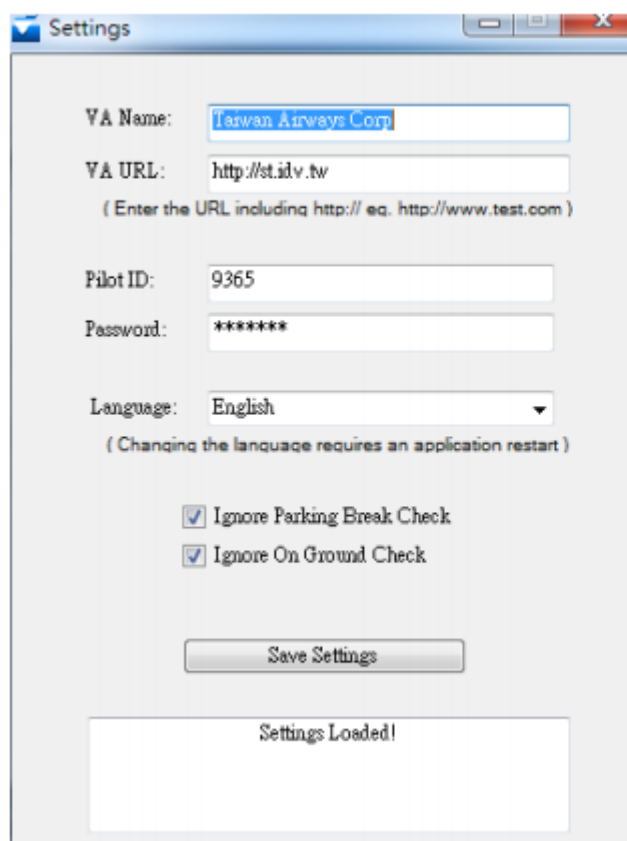 Settings
VA Name: Taiwan Airways Corp
VA URL: http://st.idv.tw
( Enter the URL including http:// eg. http://www.test.com )
Pilot ID: 9365
Password: *******
Language: English
( Changing the language requires an application restart )
Ignore Parking Break Check
Ignore On Ground Check
Save Settings
Settings Loaded!